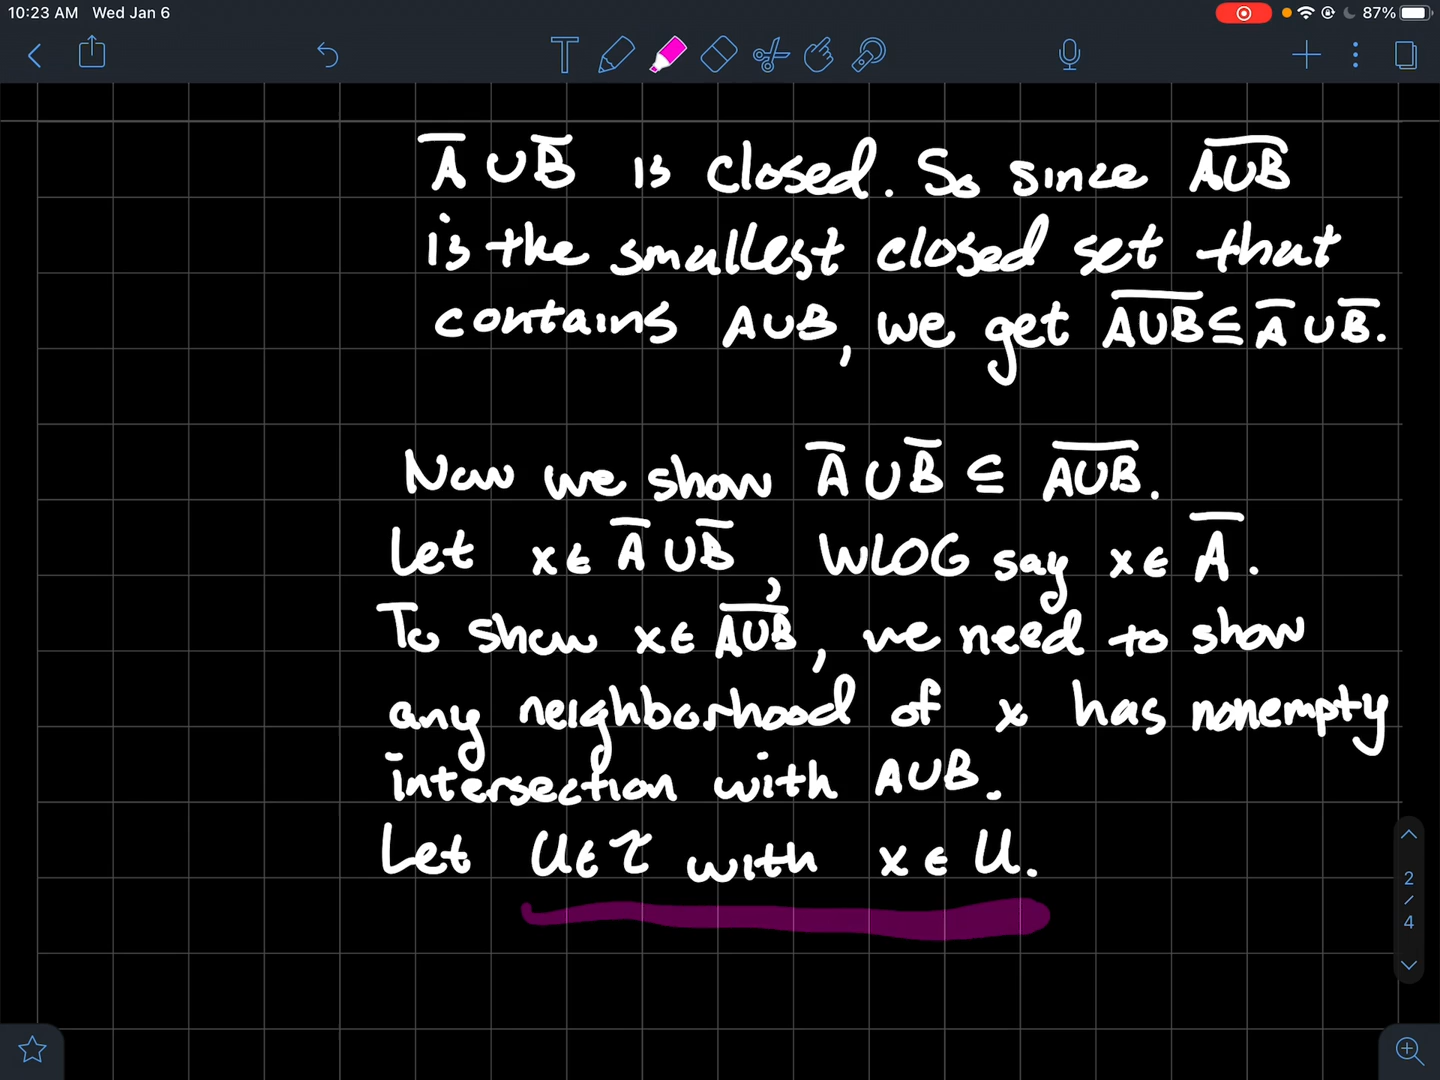 10:23 AM Wed Jan 6
87%
T
A̅ ∪ B̅ is closed. So since \overline{A∪B}
is the smallest closed set that
contains A∪B, we get \overline{A∪B} ⊆ A̅ ∪ B̅.
Now we show A̅ ∪ B̅ ⊆ \overline{A∪B}.
Let x ∈ A̅ ∪ B̅, WLOG say x ∈ A̅.
To show x ∈ \overline{A∪B}, we need to show
any neighborhood of x has nonempty
intersection with A∪B.
Let U ∈ τ with x ∈ U.
2
/
4